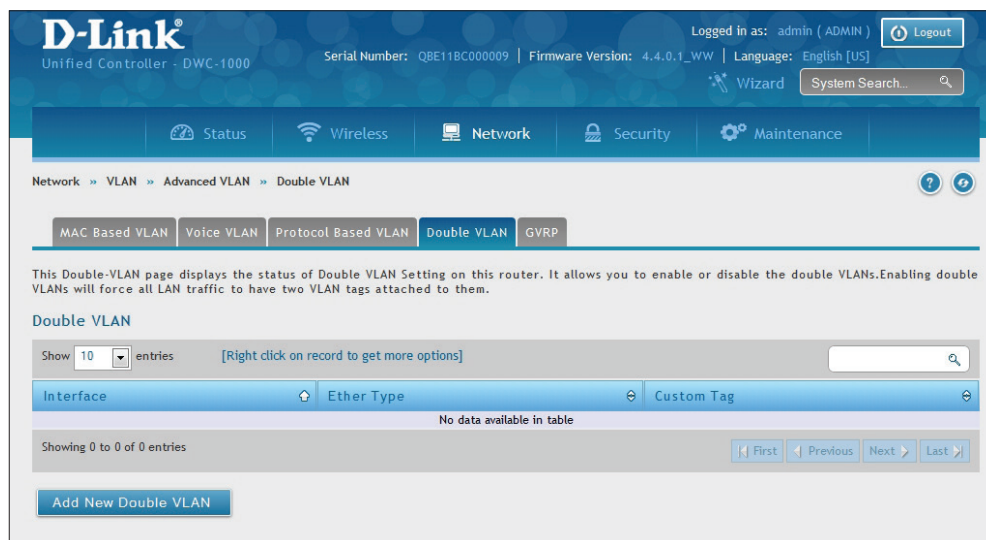 D-Link
Unified Controller - DWC-1000
Logged in as: admin ( ADMIN ) Logout
Serial Number: QBE11BC000009 | Firmware Version: 4.4.0.1_WW | Language: English [US]
Wizard System Search...
Status Wireless Network Security Maintenance
Network » VLAN » Advanced VLAN » Double VLAN ?
MAC Based VLAN Voice VLAN Protocol Based VLAN Double VLAN GVRP
This Double-VLAN page displays the status of Double VLAN Setting on this router. It allows you to enable or disable the double VLANs.Enabling double
VLANs will force all LAN traffic to have two VLAN tags attached to them.
Double VLAN
Show 10 entries [Right click on record to get more options]
Interface Ether Type Custom Tag
No data available in table
Showing 0 to 0 of 0 entries First Previous Next Last
Add New Double VLAN